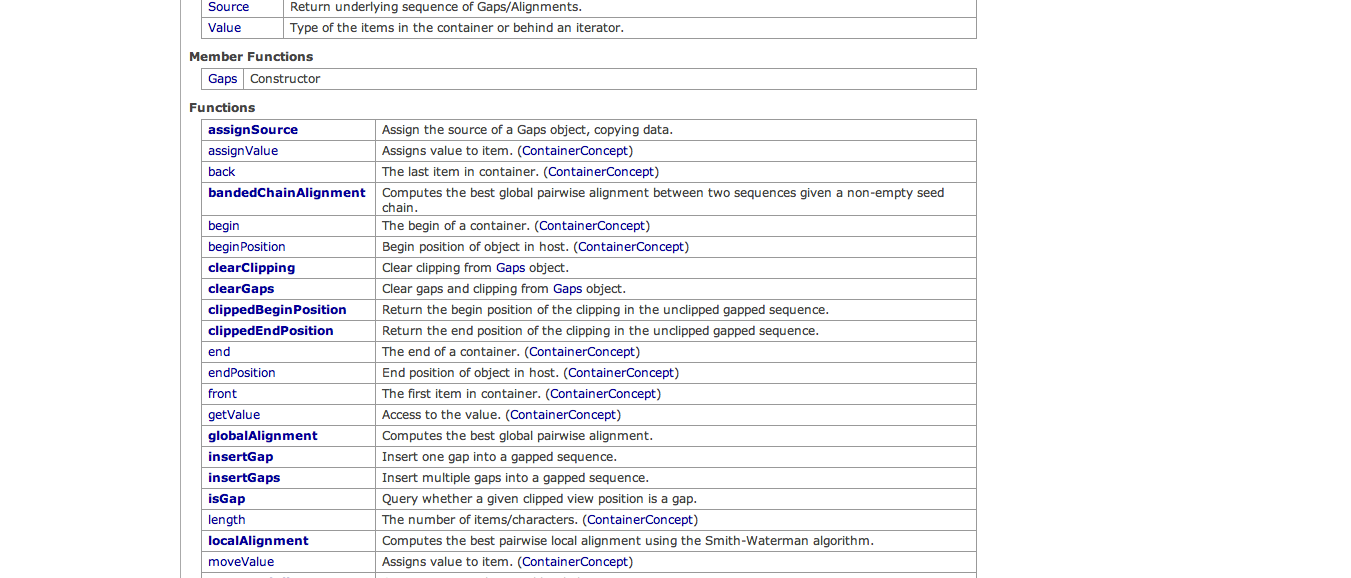 Source Return underlying sequence of Gaps/Alignments.
Value Type of the items in the container or behind an iterator.
Member Functions
Gaps Constructor
Functions
assignSource Assign the source of a Gaps object, copying data.
assignValue Assigns value to item. (ContainerConcept)
back The last item in container. (ContainerConcept)
bandedChainAlignment Computes the best global pairwise alignment between two sequences given a non-empty seed
chain.
begin The begin of a container. (ContainerConcept)
beginPosition Begin position of object in host. (ContainerConcept)
clearClipping Clear clipping from Gaps object.
clearGaps Clear gaps and clipping from Gaps object.
clippedBeginPosition Return the begin position of the clipping in the unclipped gapped sequence.
clippedEndPosition Return the end position of the clipping in the unclipped gapped sequence.
end The end of a container. (ContainerConcept)
endPosition End position of object in host. (ContainerConcept)
front The first item in container. (ContainerConcept)
getValue Access to the value. (ContainerConcept)
globalAlignment Computes the best global pairwise alignment.
insertGap Insert one gap into a gapped sequence.
insertGaps Insert multiple gaps into a gapped sequence.
isGap Query whether a given clipped view position is a gap.
length The number of items/characters. (ContainerConcept)
localAlignment Computes the best pairwise local alignment using the Smith-Waterman algorithm.
moveValue Assigns value to item. (ContainerConcept)